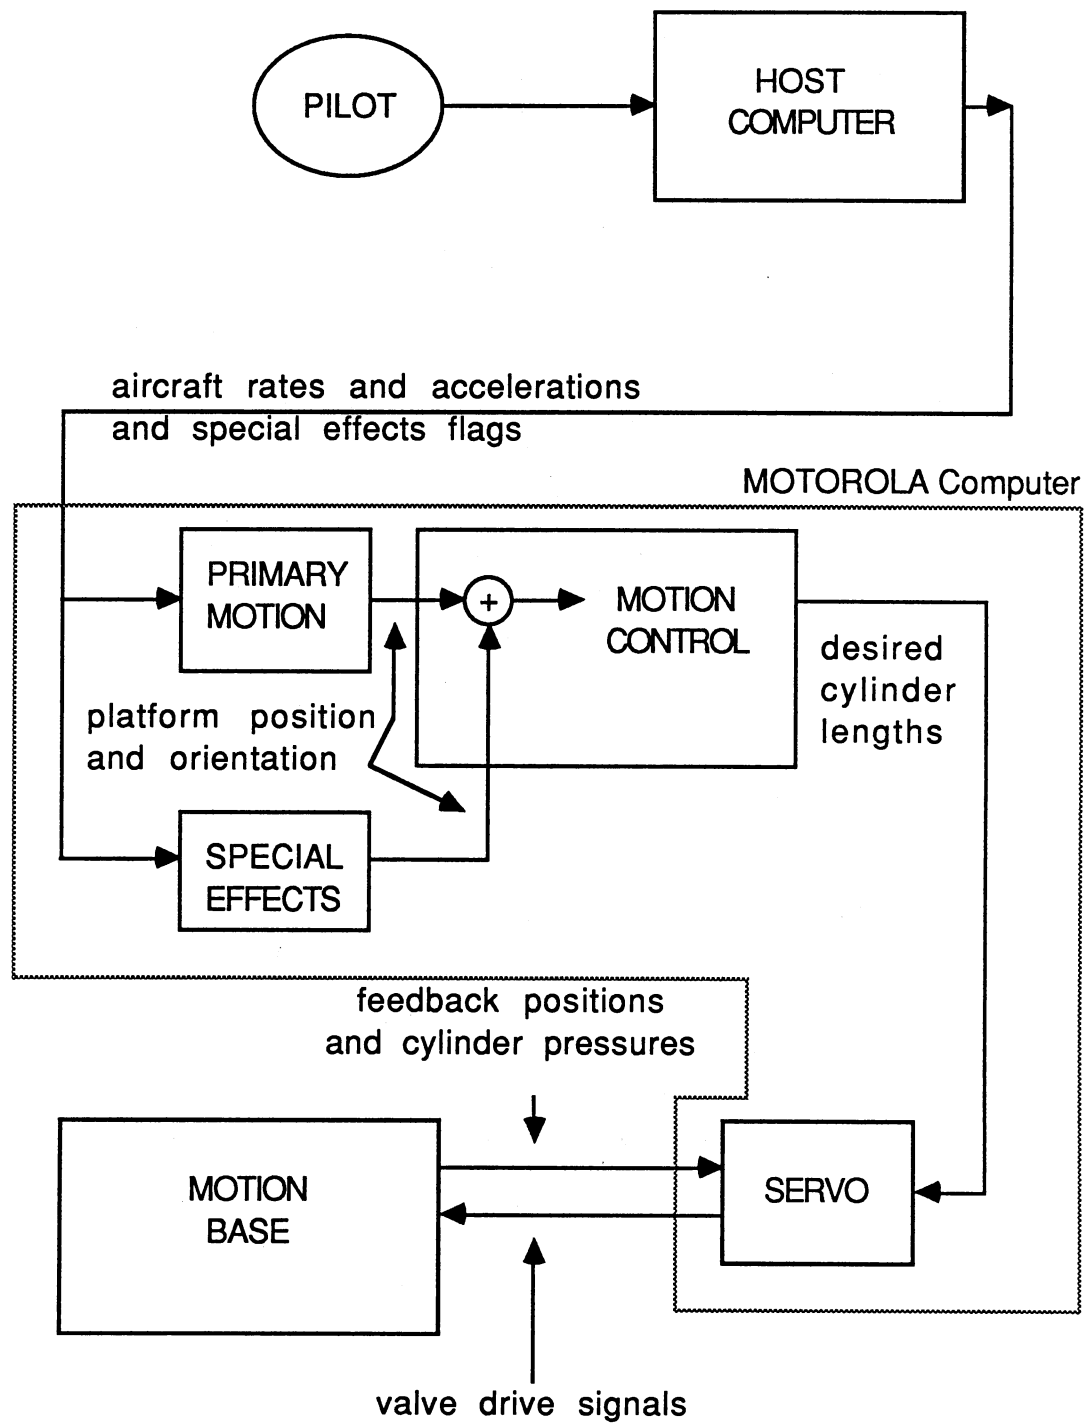 PILOT
HOST
COMPUTER
aircraft rates and accelerations
and special effects flags
MOTOROLA Computer
PRIMARY
MOTION
+
MOTION
CONTROL
desired
cylinder
lengths
platform position
and orientation
SPECIAL
EFFECTS
feedback positions
and cylinder pressures
MOTION
BASE
SERVO
valve drive signals